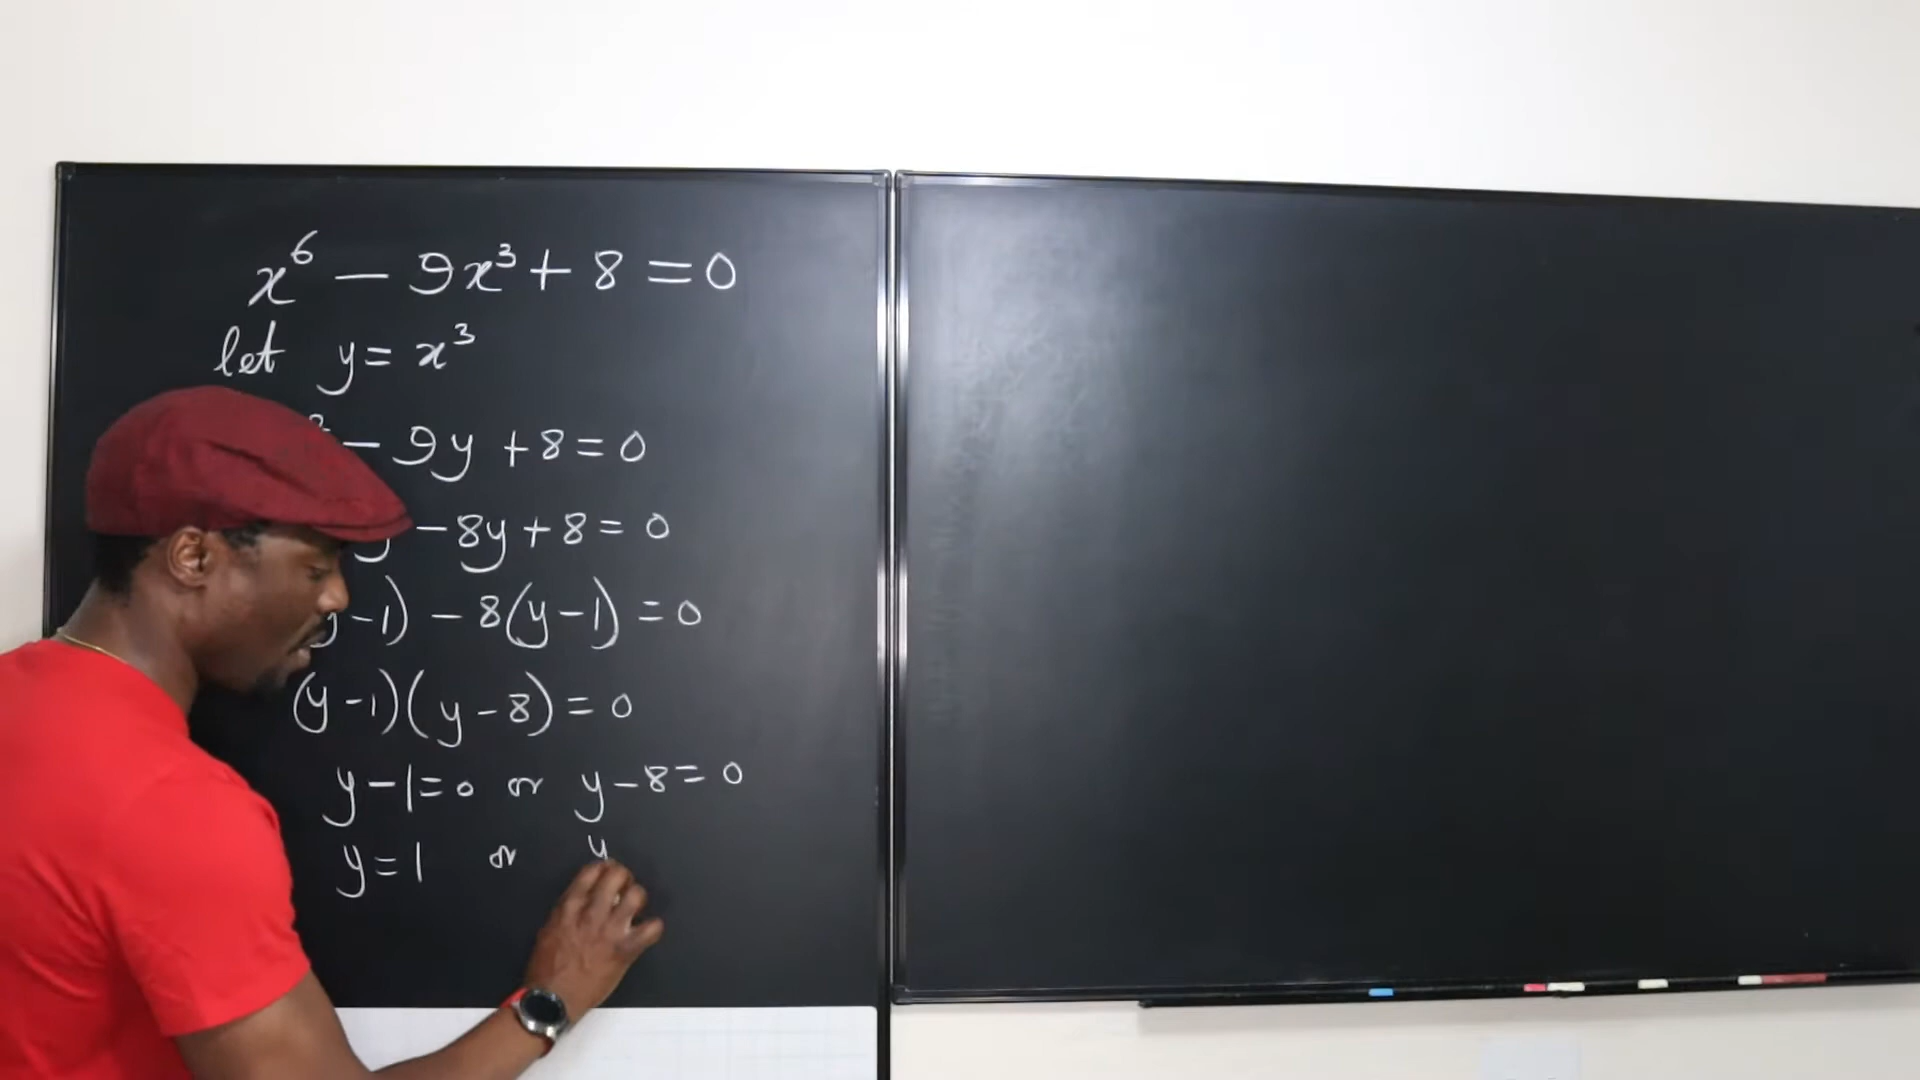 x⁶ − 9x³ + 8 = 0
let y = x³
² − 9y + 8 = 0
y − 8y + 8 = 0
y − 1) − 8(y − 1) = 0
(y − 1)(y − 8) = 0
y − 1 = 0 or y − 8 = 0
y = 1 or y